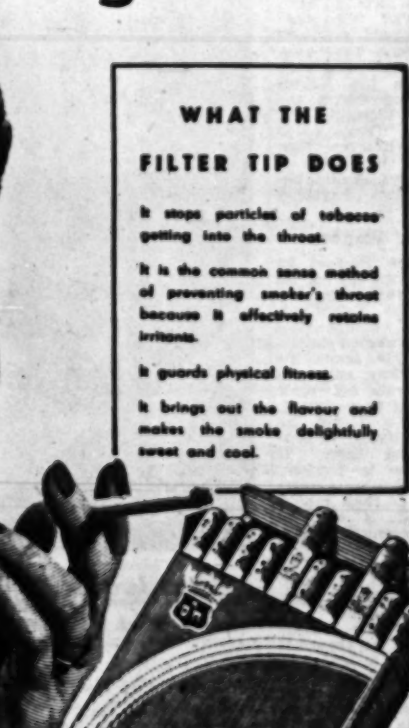 WHAT THE
FILTER TIP DOES
It stops particles of tobacco
getting into the throat.
It is the common sense method
of preventing smoker's throat
because it effectively retains
irritants.
It guards physical fitness.
It brings out the flavour and
makes the smoke delightfully
sweet and cool.